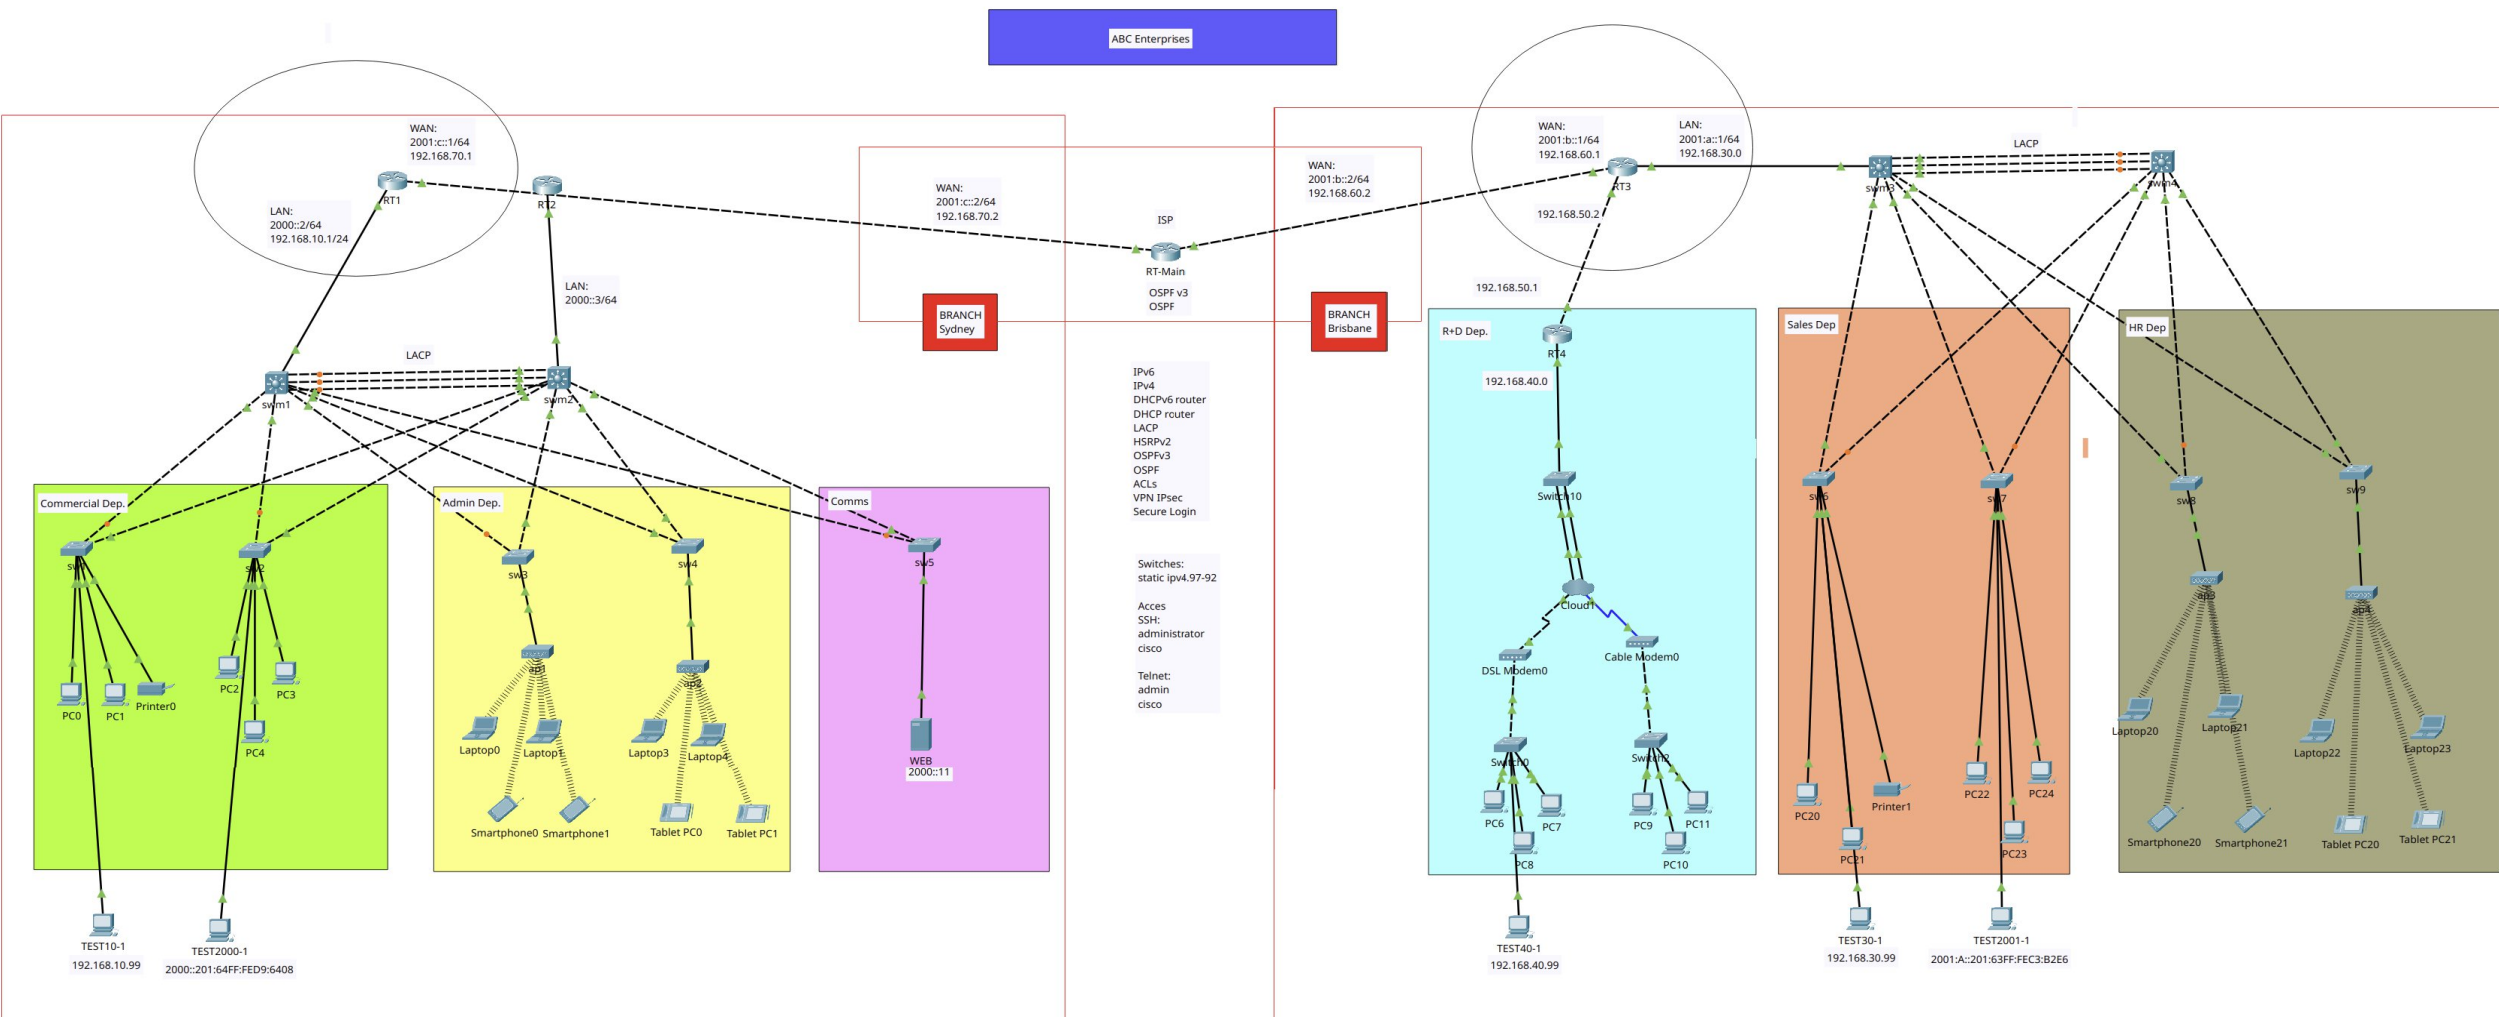 ABC Enterprises
WAN:
2001:c::1/64
192.168.70.1
RT1
LAN:
2000::2/64
192.168.10.1/24
RT2
LAN:
2000::3/64
LACP
swm1
swm2
WAN:
2001:c::2/64
192.168.70.2
ISP
RT-Main
OSPF v3
OSPF
BRANCH
Sydney
BRANCH
Brisbane
WAN:
2001:b::2/64
192.168.60.2
WAN:
2001:b::1/64
192.168.60.1
RT3
LAN:
2001:a::1/64
192.168.30.0
192.168.50.2
192.168.50.1
LACP
swm3
swm4
IPv6
IPv4
DHCPv6 router
DHCP router
LACP
HSRPv2
OSPFv3
OSPF
ACLs
VPN IPsec
Secure Login
Switches:
static ipv4.97-92
Acces
SSH:
administrator
cisco
Telnet:
admin
cisco
Commercial Dep.
sw2
PC0
PC1
Printer0
PC2
PC3
PC4
TEST10-1
192.168.10.99
TEST2000-1
2000::201:64FF:FED9:6408
Admin Dep.
sw3
sw4
ap1
ap2
Laptop0
Laptop1
Laptop3
Laptop4
Smartphone0
Smartphone1
Tablet PC0
Tablet PC1
Comms
sw5
WEB
2000::11
R+D Dep.
RT4
192.168.40.0
Switch10
Cloud1
DSL Modem0
Cable Modem0
Switch0
Switch2
PC6
PC7
PC8
PC9
PC11
PC10
TEST40-1
192.168.40.99
Sales Dep
sw6
sw7
PC20
PC21
Printer1
PC22
PC24
PC23
TEST30-1
192.168.30.99
TEST2001-1
2001:A::201:63FF:FEC3:B2E6
HR Dep
sw8
sw9
ap3
ap4
Laptop20
Laptop21
Laptop22
Laptop23
Smartphone20
Smartphone21
Tablet PC20
Tablet PC21